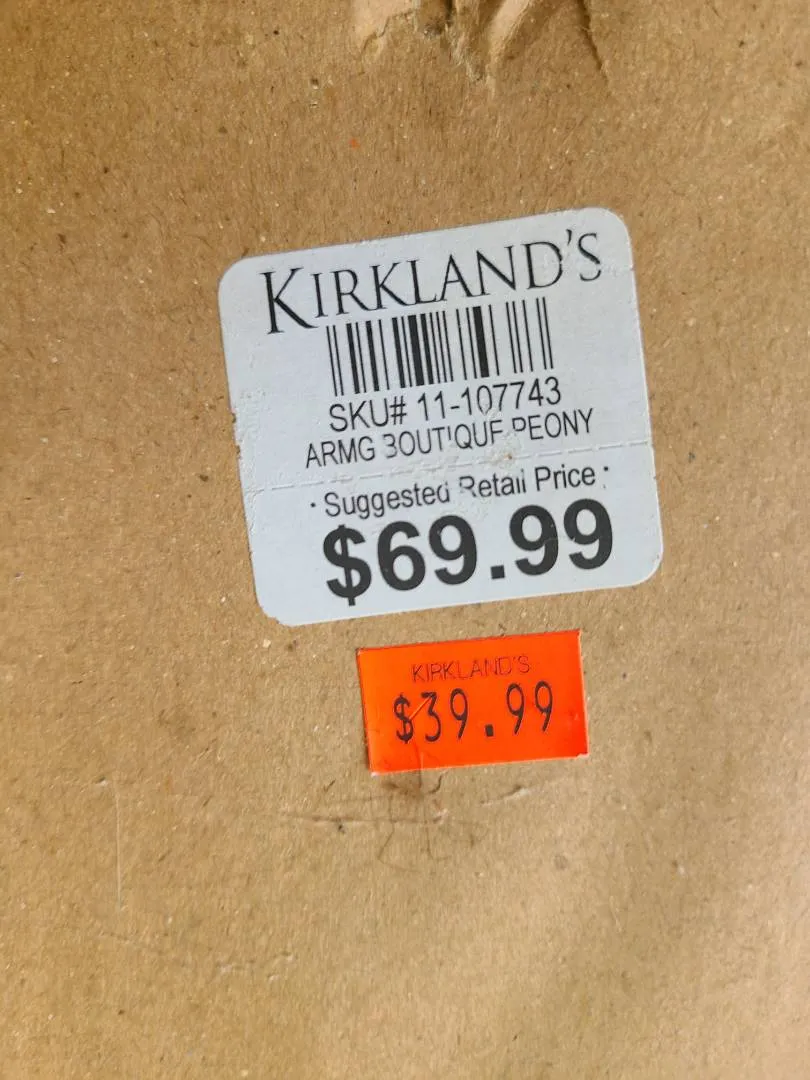 KIRKLAND'S
SKU# 11-107743
ARMG BOUTIQUE PEONY
· Suggested Retail Price ·
$69.99
KIRKLAND'S
$39.99